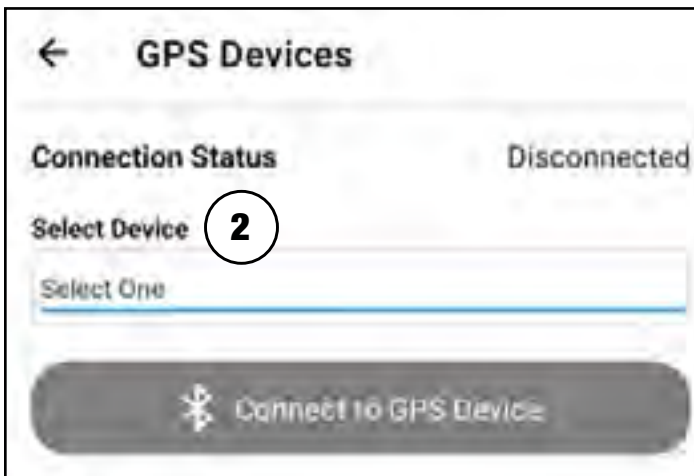 ← GPS Devices
Connection Status Disconnected
Select Device 2
Select One
Connect to GPS Device